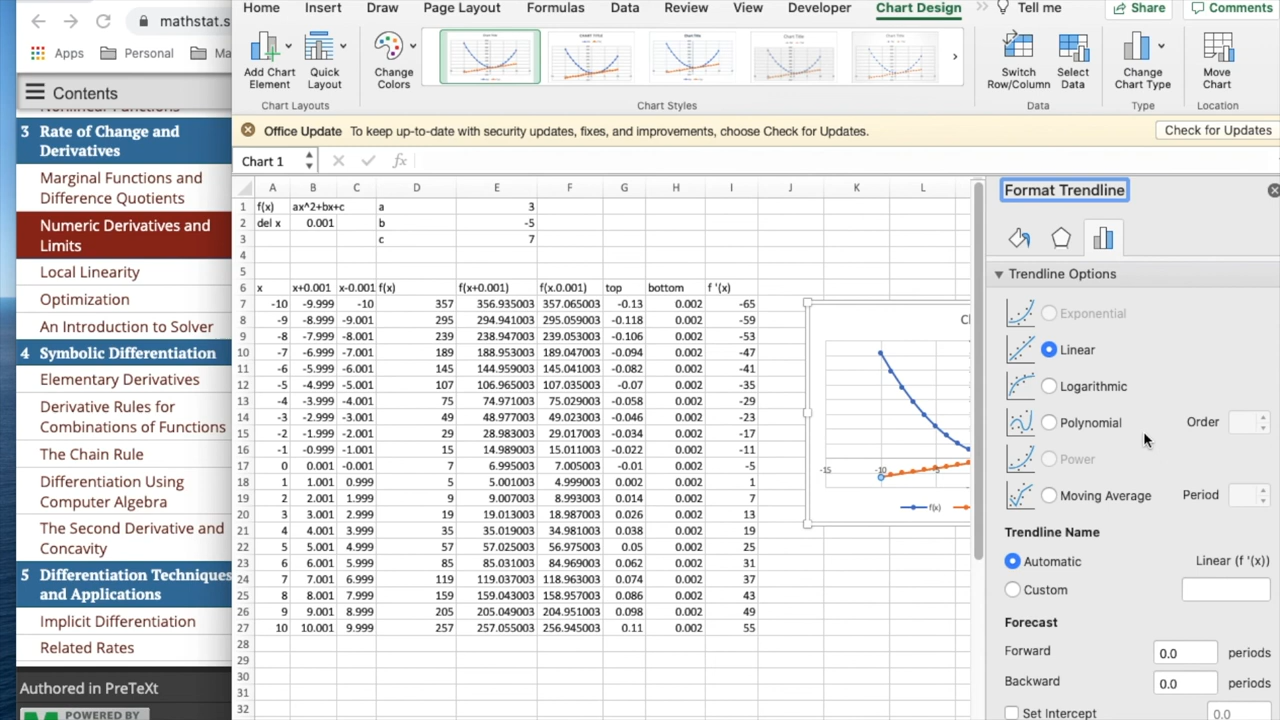 mathstat.s
Apps Personal Ma
Contents
Nonlinear Functions
3 Rate of Change and
Derivatives
Marginal Functions and
Difference Quotients
Numeric Derivatives and
Limits
Local Linearity
Optimization
An Introduction to Solver
4 Symbolic Differentiation
Elementary Derivatives
Derivative Rules for
Combinations of Functions
The Chain Rule
Differentiation Using
Computer Algebra
The Second Derivative and
Concavity
5 Differentiation Techniques
and Applications
Implicit Differentiation
Related Rates
Authored in PreTeXt
POWERED BY
Home Insert Draw Page Layout Formulas Data Review View Developer Chart Design Tell me Share Comments
Add Chart
Element
Quick
Layout
Change
Colors
Switch
Row/Column
Select
Data
Change
Chart Type
Move
Chart
Chart Layouts Chart Styles Data Type Location
Office Update To keep up-to-date with security updates, fixes, and improvements, choose Check for Updates. Check for Updates
Chart 1 fx
A B C D E F G H I J K L
1 f(x) ax^2+bx+c a 3
2 del x 0.001 b -5
3 c 7
4
5
6 x x+0.001 x-0.001 f(x) f(x+0.001) f(x.0.001) top bottom f '(x)
7 -10 -9.999 -10 357 356.935003 357.065003 -0.13 0.002 -65
8 -9 -8.999 -9.001 295 294.941003 295.059003 -0.118 0.002 -59
9 -8 -7.999 -8.001 239 238.947003 239.053003 -0.106 0.002 -53
10 -7 -6.999 -7.001 189 188.953003 189.047003 -0.094 0.002 -47
11 -6 -5.999 -6.001 145 144.959003 145.041003 -0.082 0.002 -41
12 -5 -4.999 -5.001 107 106.965003 107.035003 -0.07 0.002 -35
13 -4 -3.999 -4.001 75 74.971003 75.029003 -0.058 0.002 -29
14 -3 -2.999 -3.001 49 48.977003 49.023003 -0.046 0.002 -23
15 -2 -1.999 -2.001 29 28.983003 29.017003 -0.034 0.002 -17
16 -1 -1.999 -1.001 15 14.989003 15.011003 -0.022 0.002 -11
17 0 0.001 -0.001 7 6.995003 7.005003 -0.01 0.002 -5
18 1 1.001 0.999 5 5.001003 4.999003 0.002 0.002 1
19 2 2.001 1.999 9 9.007003 8.993003 0.014 0.002 7
20 3 3.001 2.999 19 19.013003 18.987003 0.026 0.002 13
21 4 4.001 3.999 35 35.019003 34.981003 0.038 0.002 19
22 5 5.001 4.999 57 57.025003 56.975003 0.05 0.002 25
23 6 6.001 5.999 85 85.031003 84.969003 0.062 0.002 31
24 7 7.001 6.999 119 119.037003 118.963003 0.074 0.002 37
25 8 8.001 7.999 159 159.043003 158.957003 0.086 0.002 43
26 9 9.001 8.999 205 205.049003 204.951003 0.098 0.002 49
27 10 10.001 9.999 257 257.055003 256.945003 0.11 0.002 55
28
29
30
31
32
-15 -10
f(x)
Format Trendline
Trendline Options
Exponential
Linear
Logarithmic
Polynomial Order
Power
Moving Average Period
Trendline Name
Automatic Linear (f '(x))
Custom
Forecast
Forward 0.0 periods
Backward 0.0 periods
Set Intercept 0.0